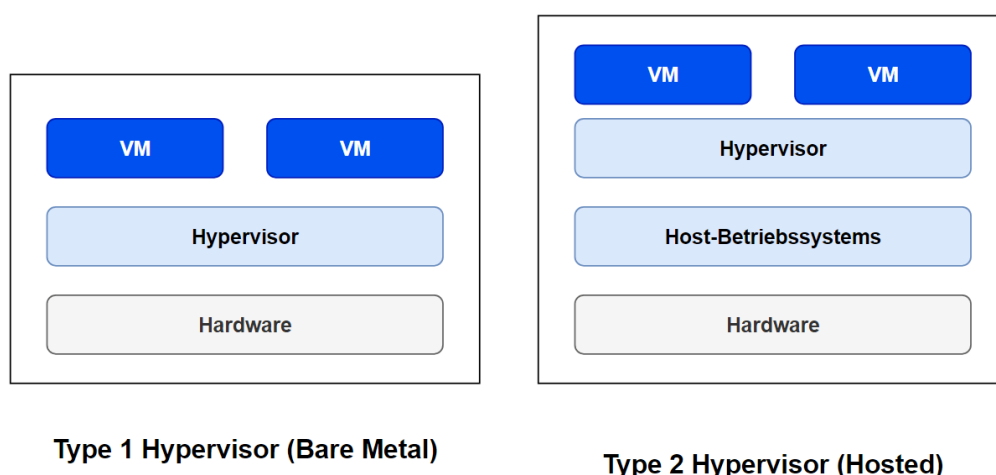 VM
VM
Hypervisor
Hardware
Type 1 Hypervisor (Bare Metal)
VM
VM
Hypervisor
Host-Betriebssystems
Hardware
Type 2 Hypervisor (Hosted)